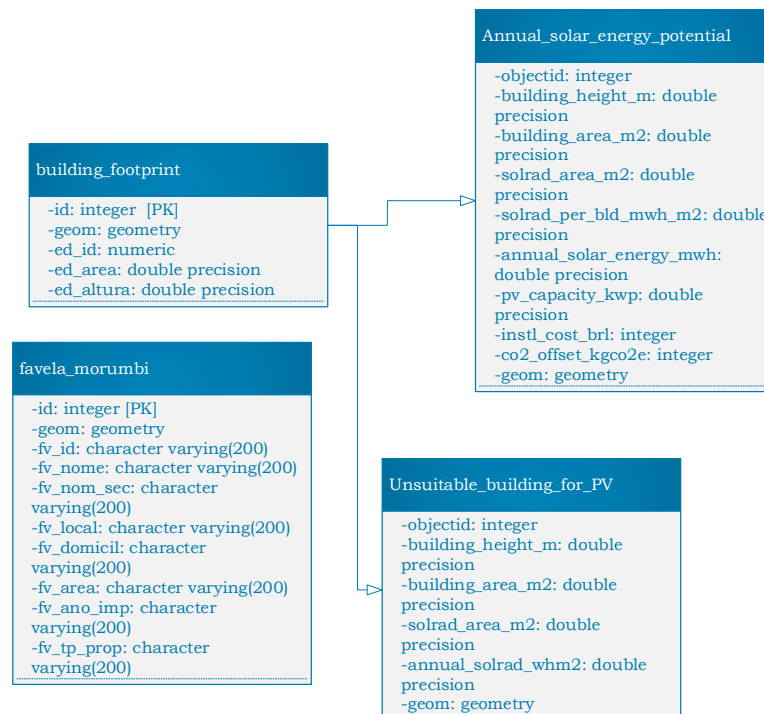 Annual_solar_energy_potential
-objectid: integer
-building_height_m: double
precision
-building_area_m2: double
precision
-solrad_area_m2: double
precision
-solrad_per_bld_mwh_m2: double
precision
-annual_solar_energy_mwh:
double precision
-pv_capacity_kwp: double
precision
-instl_cost_brl: integer
-co2_offset_kgco2e: integer
-geom: geometry
building_footprint
-id: integer [PK]
-geom: geometry
-ed_id: numeric
-ed_area: double precision
-ed_altura: double precision
favela_morumbi
-id: integer [PK]
-geom: geometry
-fv_id: character varying(200)
-fv_nome: character varying(200)
-fv_nom_sec: character
varying(200)
-fv_local: character varying(200)
-fv_domicil: character
varying(200)
-fv_area: character varying(200)
-fv_ano_imp: character
varying(200)
-fv_tp_prop: character
varying(200)
Unsuitable_building_for_PV
-objectid: integer
-building_height_m: double
precision
-building_area_m2: double
precision
-solrad_area_m2: double
precision
-annual_solrad_whm2: double
precision
-geom: geometry